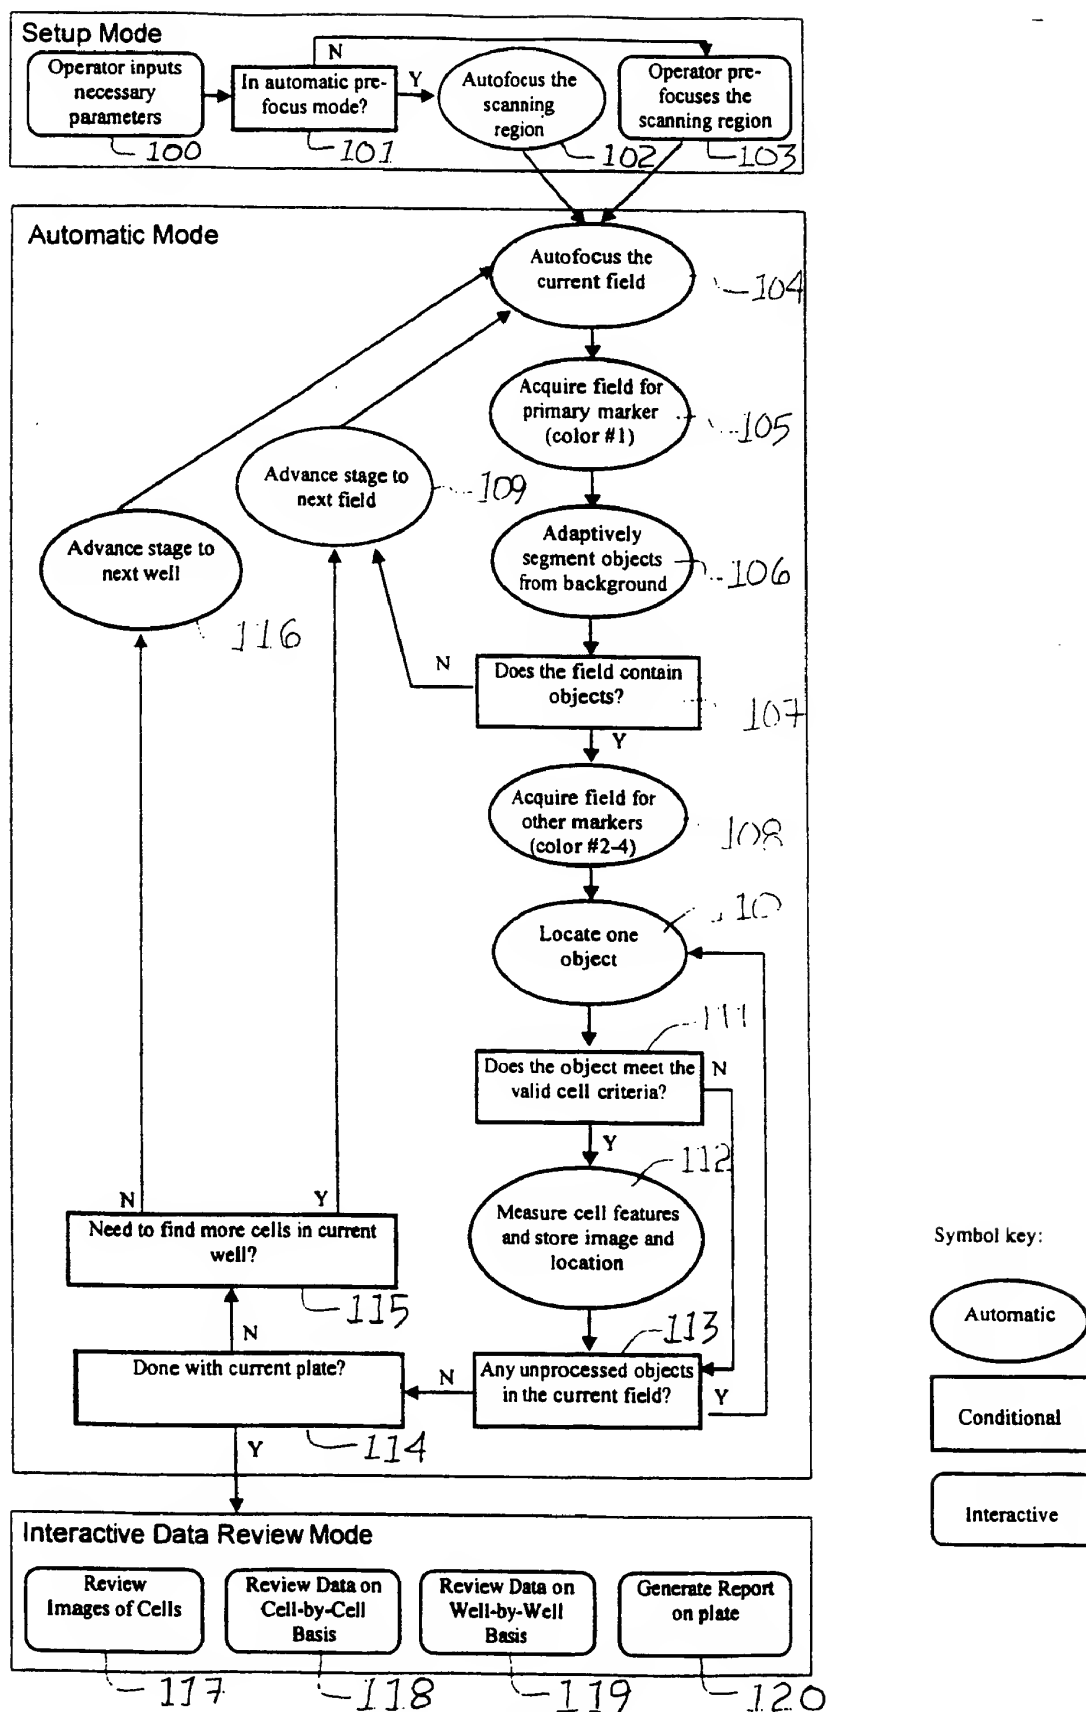 Setup Mode
Operator inputs
necessary
parameters
100
N
In automatic pre-
focus mode?
101
Y
Autofocus the
scanning
region
102
Operator pre-
focuses the
scanning region
103
Automatic Mode
Autofocus the
current field
104
Acquire field for
primary marker
(color #1)
105
Advance stage to
next field
109
Advance stage to
next well
116
Adaptively
segment objects
from background
106
N
Does the field contain
objects?
107
Y
Acquire field for
other markers
(color #2-4)
108
Locate one
object
10
111
Does the object meet the
valid cell criteria?
N
Y
112
Measure cell features
and store image and
location
N
Y
Need to find more cells in current
well?
115
N
113
Done with current plate?
N
Any unprocessed objects
in the current field?
Y
114
Y
Symbol key:
Automatic
Conditional
Interactive
Interactive Data Review Mode
Review
Images of Cells
117
Review Data on
Cell-by-Cell
Basis
118
Review Data on
Well-by-Well
Basis
119
Generate Report
on plate
120